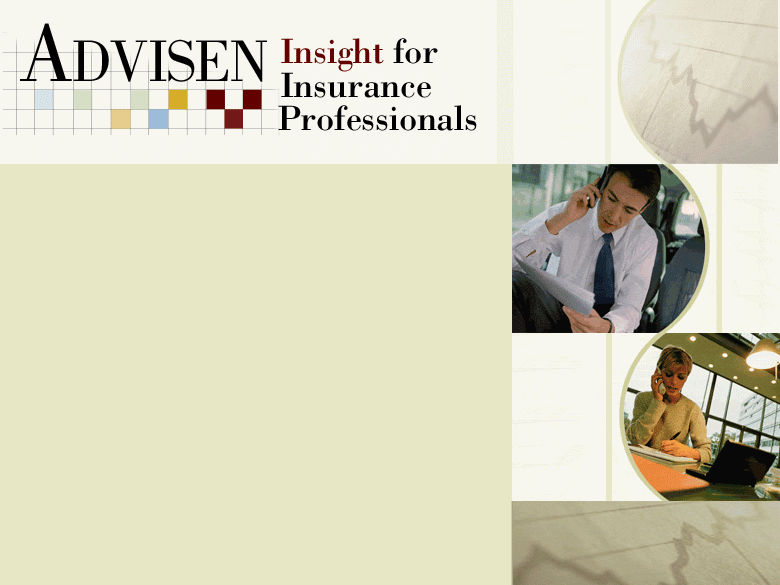 ADVISEN
Insight for
Insurance
Professionals